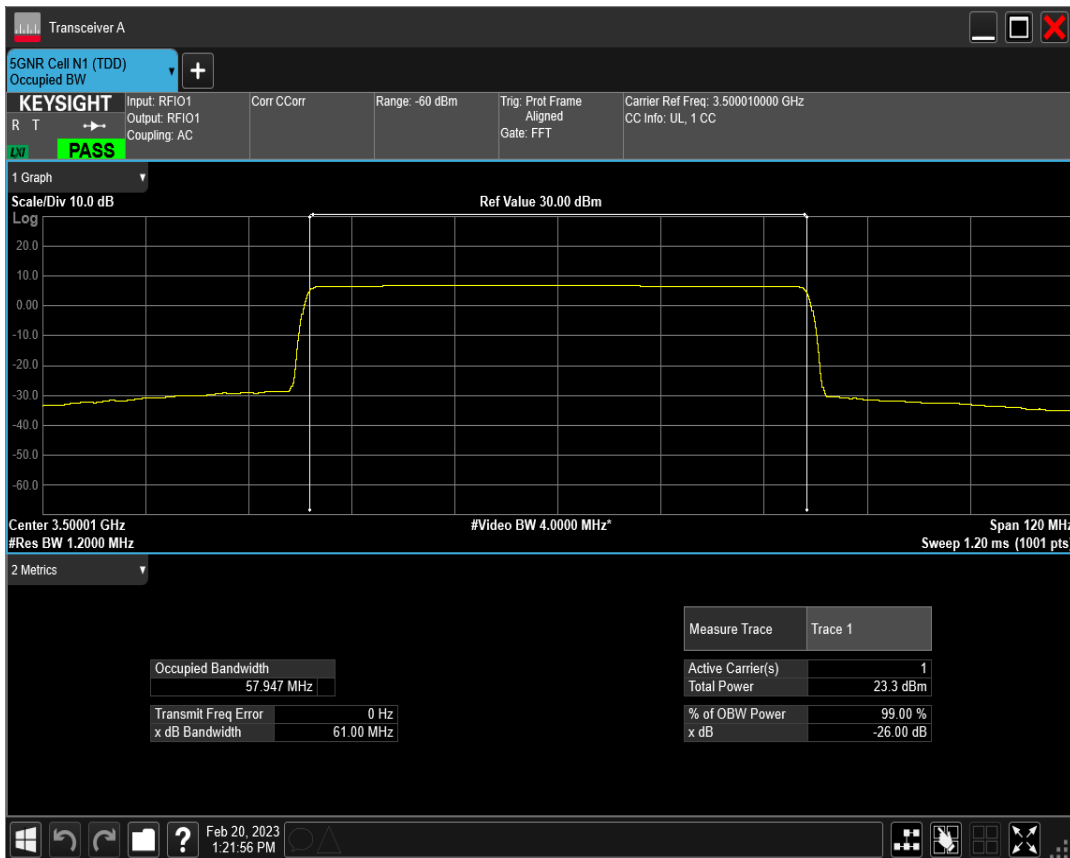 Transceiver A
5GNR Cell N1 (TDD)
Occupied BW
+
KEYSIGHT
R T
LXI
PASS
Input: RFIO1
Output: RFIO1
Coupling: AC
Corr CCorr
Range: -60 dBm
Trig: Prot Frame
Aligned
Gate: FFT
Carrier Ref Freq: 3.500010000 GHz
CC Info: UL, 1 CC
1 Graph
Scale/Div 10.0 dB
Ref Value 30.00 dBm
Log
20.0
10.0
0.00
-10.0
-20.0
-30.0
-40.0
-50.0
-60.0
Center 3.50001 GHz
#Video BW 4.0000 MHz*
Span 120 MHz
#Res BW 1.2000 MHz
Sweep 1.20 ms (1001 pts)
2 Metrics
Measure Trace Trace 1
Occupied Bandwidth
57.947 MHz
Active Carrier(s) 1
Total Power 23.3 dBm
Transmit Freq Error 0 Hz
x dB Bandwidth 61.00 MHz
% of OBW Power 99.00 %
x dB -26.00 dB
?
Feb 20, 2023
1:21:56 PM